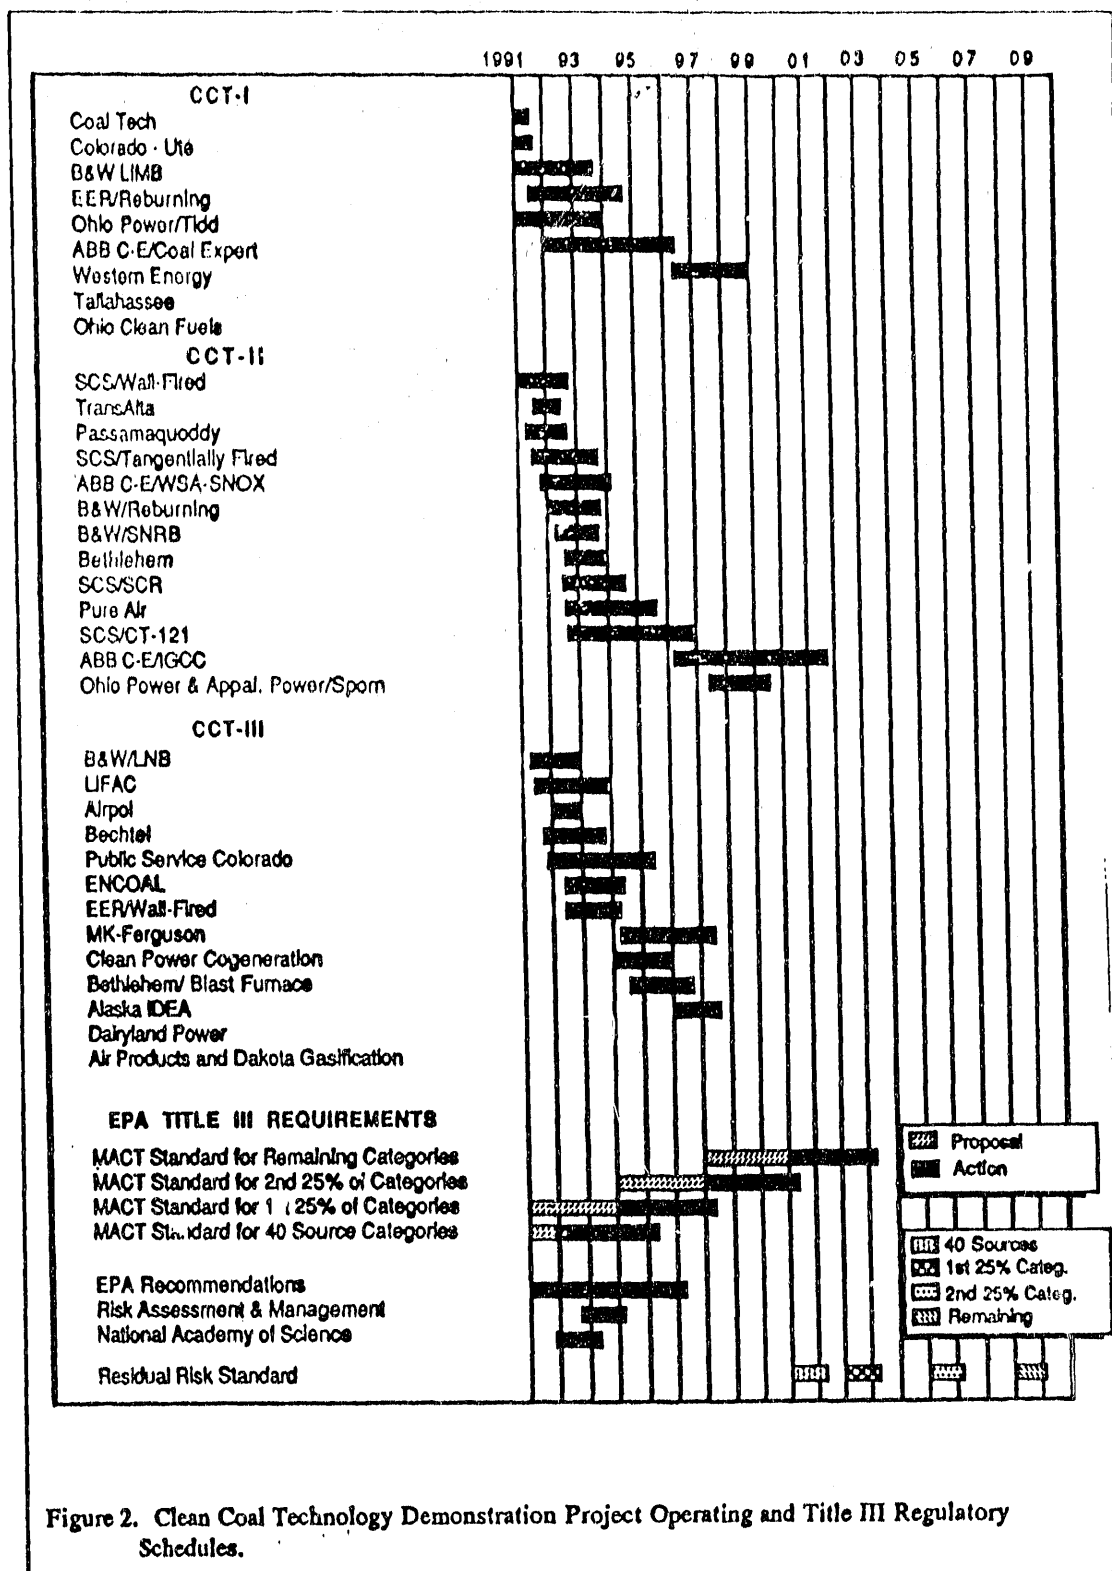 1991 93 95 97 99 01 03 05 07 09
CCT-I
Coal Tech
Colorado - Ute
B&W LIMB
EER/Reburning
Ohio Power/Tidd
ABB C-E/Coal Expert
Western Energy
Tallahassee
Ohio Clean Fuels
CCT-II
SCS/Wall-Fired
TransAlta
Passamaquoddy
SCS/Tangentially Fired
ABB C-E/WSA-SNOX
B&W/Reburning
B&W/SNRB
Bethlehem
SCS/SCR
Pure Air
SCS/CT-121
ABB C-E/IGCC
Ohio Power & Appal. Power/Sporn
CCT-III
B&W/LNB
LIFAC
Airpol
Bechtel
Public Service Colorado
ENCOAL
EER/Wall-Fired
MK-Ferguson
Clean Power Cogeneration
Bethlehem/ Blast Furnace
Alaska IDEA
Dairyland Power
Air Products and Dakota Gasification
EPA TITLE III REQUIREMENTS
MACT Standard for Remaining Categories
MACT Standard for 2nd 25% of Categories
MACT Standard for 25% of Categories
MACT Standard for 40 Source Categories
EPA Recommendations
Risk Assessment & Management
National Academy of Science
Residual Risk Standard
Proposal
Action
40 Sources
1st 25% Categ.
2nd 25% Categ.
Remaining
Figure 2. Clean Coal Technology Demonstration Project Operating and Title III Regulatory
Schedules.